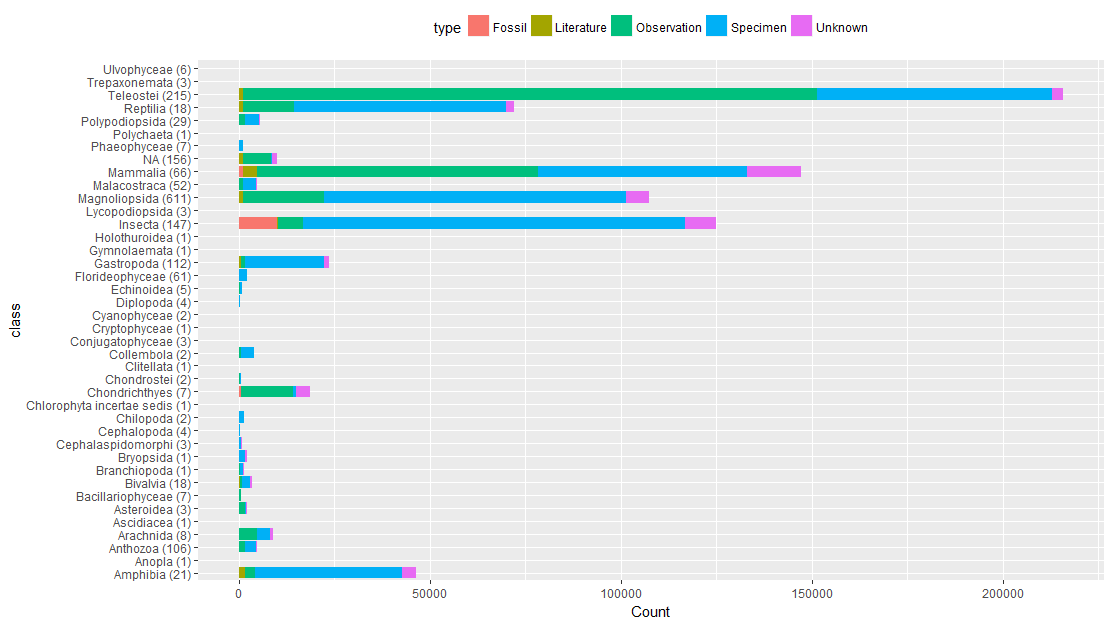 type Fossil Literature Observation Specimen Unknown
Ulvophyceae (6)
Trepaxonemata (3)
Teleostei (215)
Reptilia (18)
Polypodiopsida (29)
Polychaeta (1)
Phaeophyceae (7)
NA (156)
Mammalia (66)
Malacostraca (52)
Magnoliopsida (611)
Lycopodiopsida (3)
Insecta (147)
Holothuroidea (1)
Gymnolaemata (1)
Gastropoda (112)
Florideophyceae (61)
Echinoidea (5)
Diplopoda (4)
Cyanophyceae (2)
Cryptophyceae (1)
Conjugatophyceae (3)
Collembola (2)
Clitellata (1)
Chondrostei (2)
Chondrichthyes (7)
Chlorophyta incertae sedis (1)
Chilopoda (2)
Cephalopoda (4)
Cephalaspidomorphi (3)
Bryopsida (1)
Branchiopoda (1)
Bivalvia (18)
Bacillariophyceae (7)
Asteroidea (3)
Ascidiacea (1)
Arachnida (8)
Anthozoa (106)
Anopla (1)
Amphibia (21)
class
0 50000 100000 150000 200000
Count